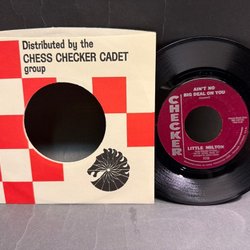 Distributed by the
CHESS CHECKER CADET
group
AIN'T NO
BIG DEAL ON YOU
CHECKER
LITTLE MILTON